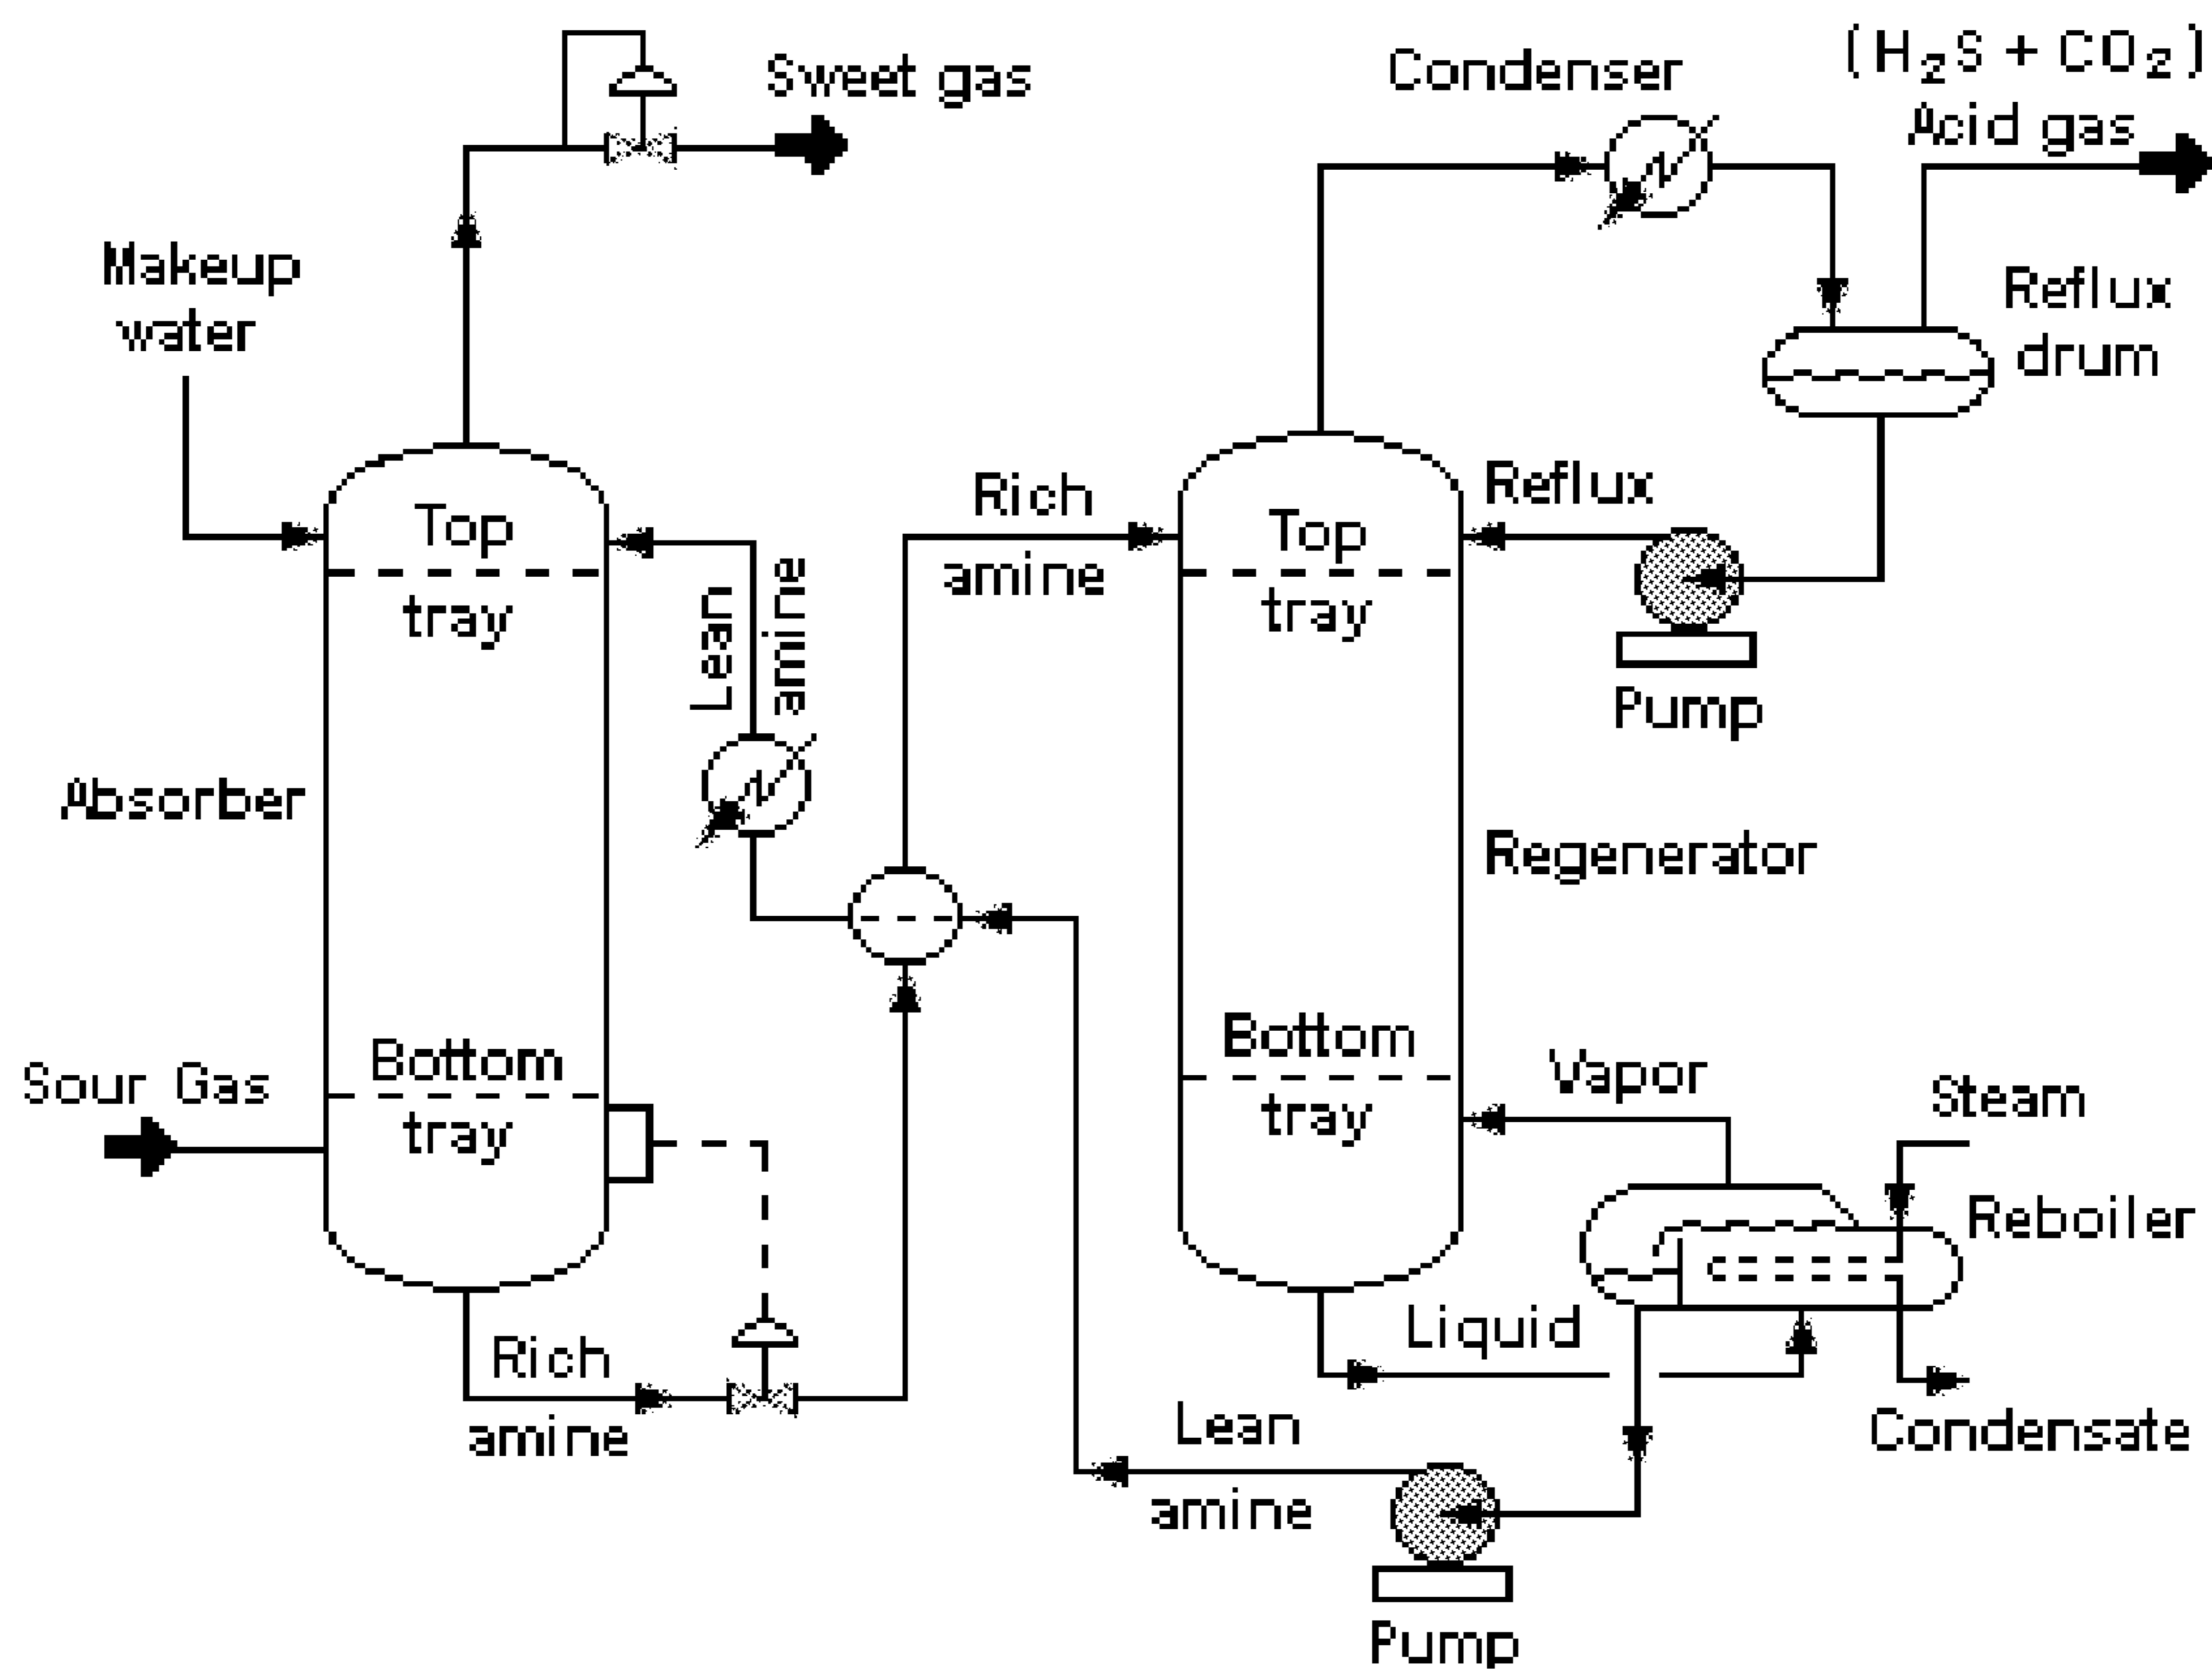 Sweet gas
Condenser
(H₂S + CO₂)
Acid gas
Makeup
water
Reflux
drum
Top
tray
Lean
amine
Rich
amine
Top
tray
Reflux
Pump
Absorber
Regenerator
Sour Gas
Bottom
tray
Bottom
tray
Vapor
Steam
Reboiler
Rich
amine
Liquid
Condensate
Lean
amine
Pump